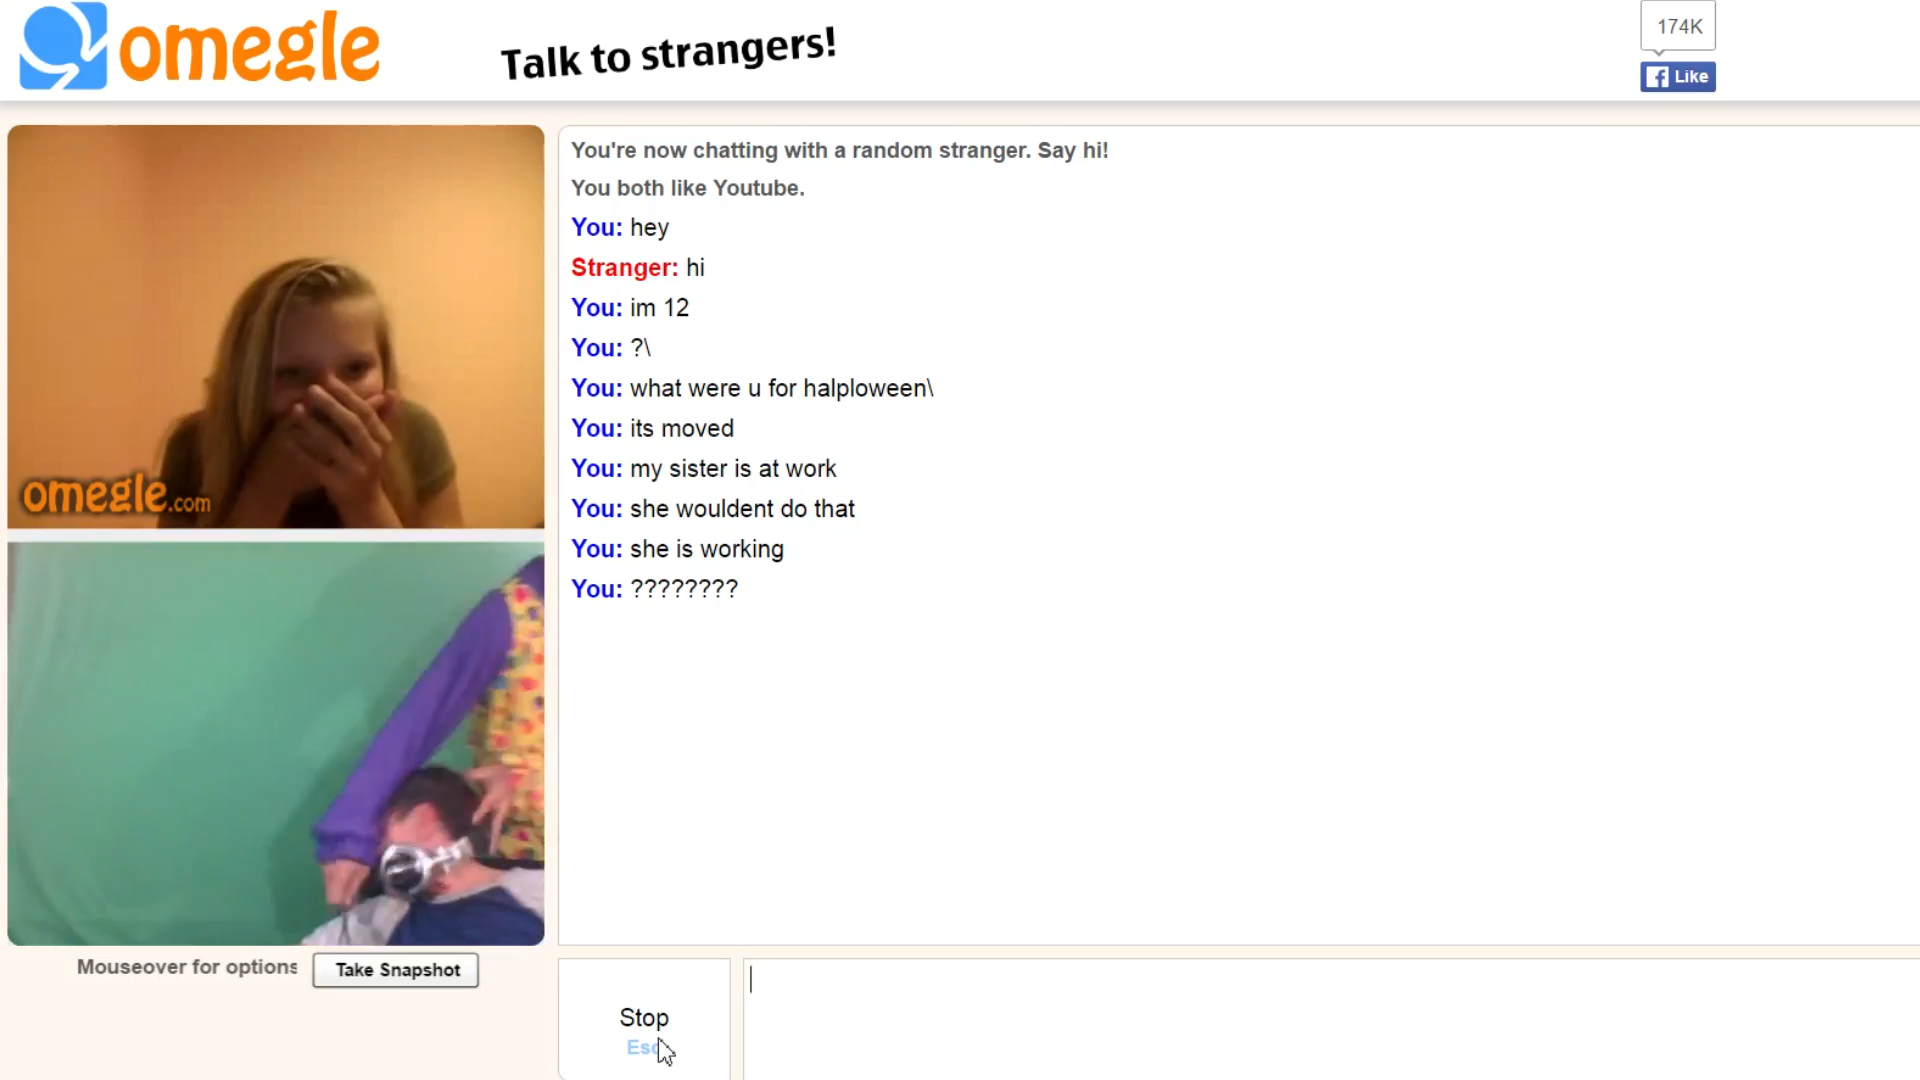 omegle
Talk to strangers!
174K
Like
You're now chatting with a random stranger. Say hi!
You both like Youtube.
You: hey
Stranger: hi
You: im 12
You: ?\
You: what were u for halploween\
You: its moved
You: my sister is at work
You: she wouldent do that
You: she is working
You: ????????
omegle.com
Mouseover for options
Take Snapshot
Stop
Esc